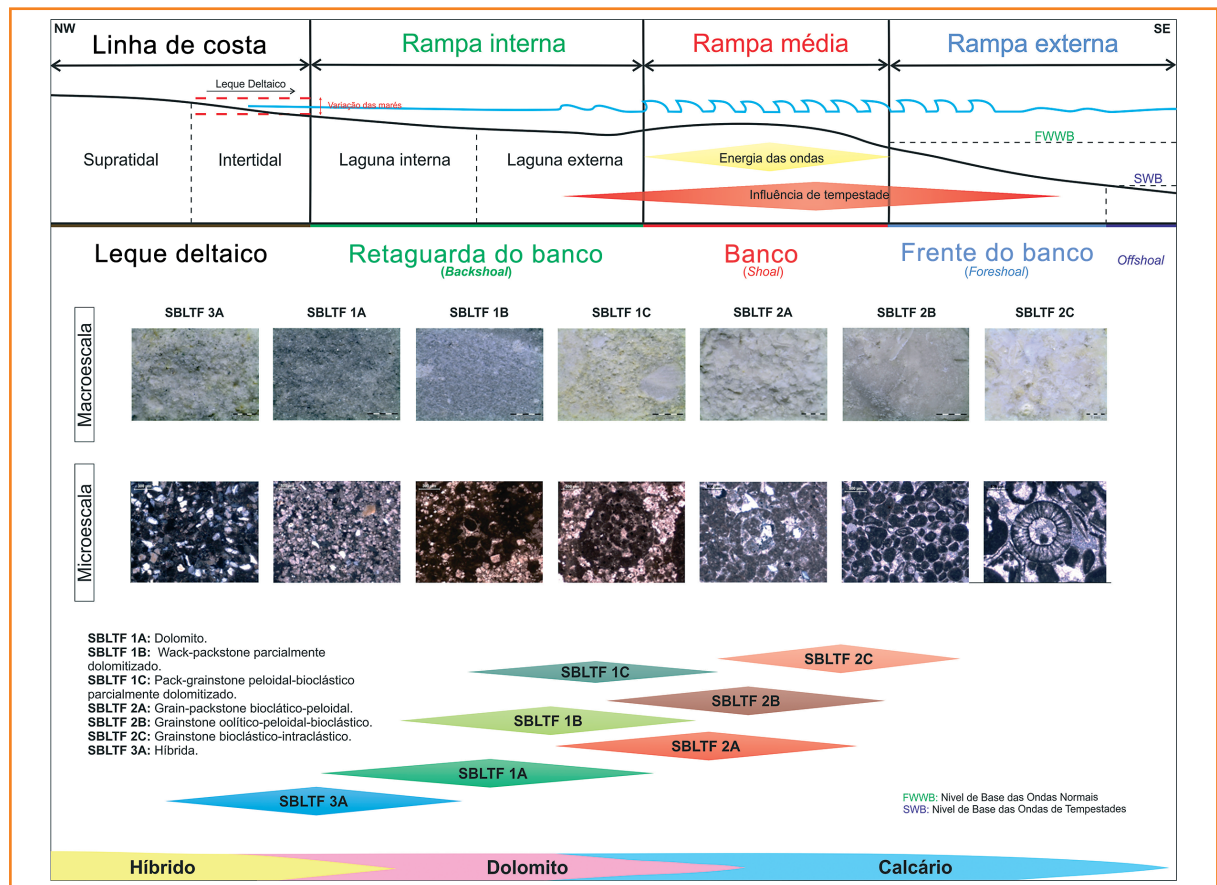 NW
SE
Linha de costa
Rampa interna
Rampa média
Rampa externa
Leque Deltaico
Variação das marés
FWWB
Supratidal
Intertidal
Laguna interna
Laguna externa
Energia das ondas
SWB
Influência de tempestade
Leque deltaico
Retaguarda do banco
(Backshoal)
Banco
(Shoal)
Frente do banco
(Foreshoal)
Offshoal
Macroescala
SBLTF 3A
SBLTF 1A
SBLTF 1B
SBLTF 1C
SBLTF 2A
SBLTF 2B
SBLTF 2C
Microescala
SBLTF 1A: Dolomito.
SBLTF 1B: Wack-packstone parcialmente
dolomitizado.
SBLTF 1C: Pack-grainstone peloidal-bioclástico
parcialmente dolomitizado.
SBLTF 2A: Grain-packstone bioclático-peloidal.
SBLTF 2B: Grainstone oolítico-peloidal-bioclástico.
SBLTF 2C: Grainstone bioclástico-intraclástico.
SBLTF 3A: Híbrida.
SBLTF 2C
SBLTF 1C
SBLTF 2B
SBLTF 1B
SBLTF 2A
SBLTF 1A
SBLTF 3A
FWWB: Nivel de Base das Ondas Normais
SWB: Nivel de Base das Ondas de Tempestades
Híbrido
Dolomito
Calcário